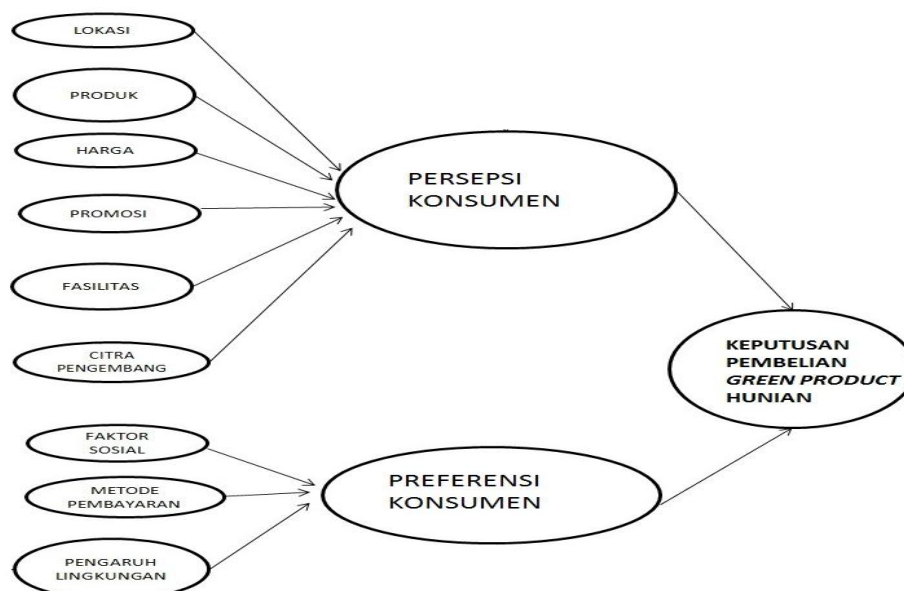 LOKASI
PRODUK
HARGA
PROMOSI
FASILITAS
CITRA
PENGEMBANG
PERSEPSI
KONSUMEN
FAKTOR
SOSIAL
METODE
PEMBAYARAN
PENGARUH
LINGKUNGAN
PREFERENSI
KONSUMEN
KEPUTUSAN
PEMBELIAN
GREEN PRODUCT
HUNIAN